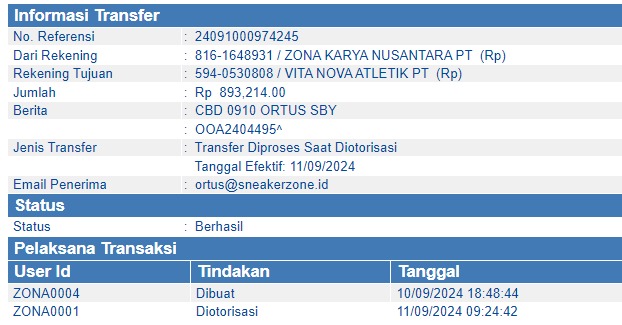 Informasi Transfer
No. Referensi : 24091000974245
Dari Rekening : 816-1648931 / ZONA KARYA NUSANTARA PT (Rp)
Rekening Tujuan : 594-0530808 / VITA NOVA ATLETIK PT (Rp)
Jumlah : Rp 893,214.00
Berita : CBD 0910 ORTUS SBY
: OOA2404495^
Jenis Transfer : Transfer Diproses Saat Diotorisasi
Tanggal Efektif: 11/09/2024
Email Penerima : ortus@sneakerzone.id
Status
Status : Berhasil
Pelaksana Transaksi
User Id Tindakan Tanggal
ZONA0004 Dibuat 10/09/2024 18:48:44
ZONA0001 Diotorisasi 11/09/2024 09:24:42